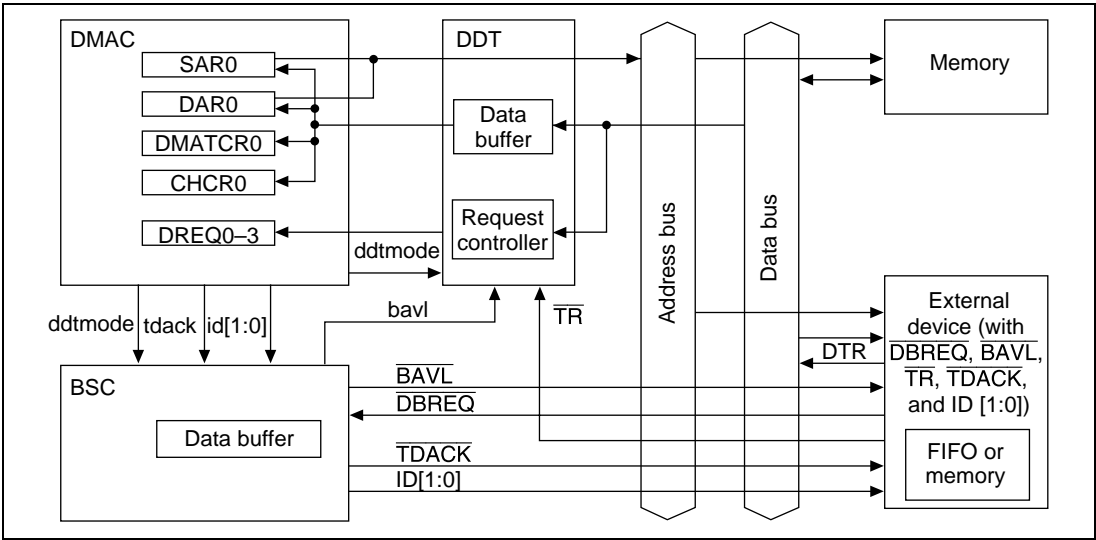 DMAC
SAR0
DAR0
DMATCR0
CHCR0
DREQ0–3
ddtmode
tdack
id[1:0]
DDT
Data
buffer
Request
controller
ddtmode
bavl
TR
Address bus
Data bus
Memory
BSC
Data buffer
BAVL
DBREQ
TDACK
ID[1:0]
DTR
External
device (with
DBREQ, BAVL,
TR, TDACK,
and ID [1:0])
FIFO or
memory